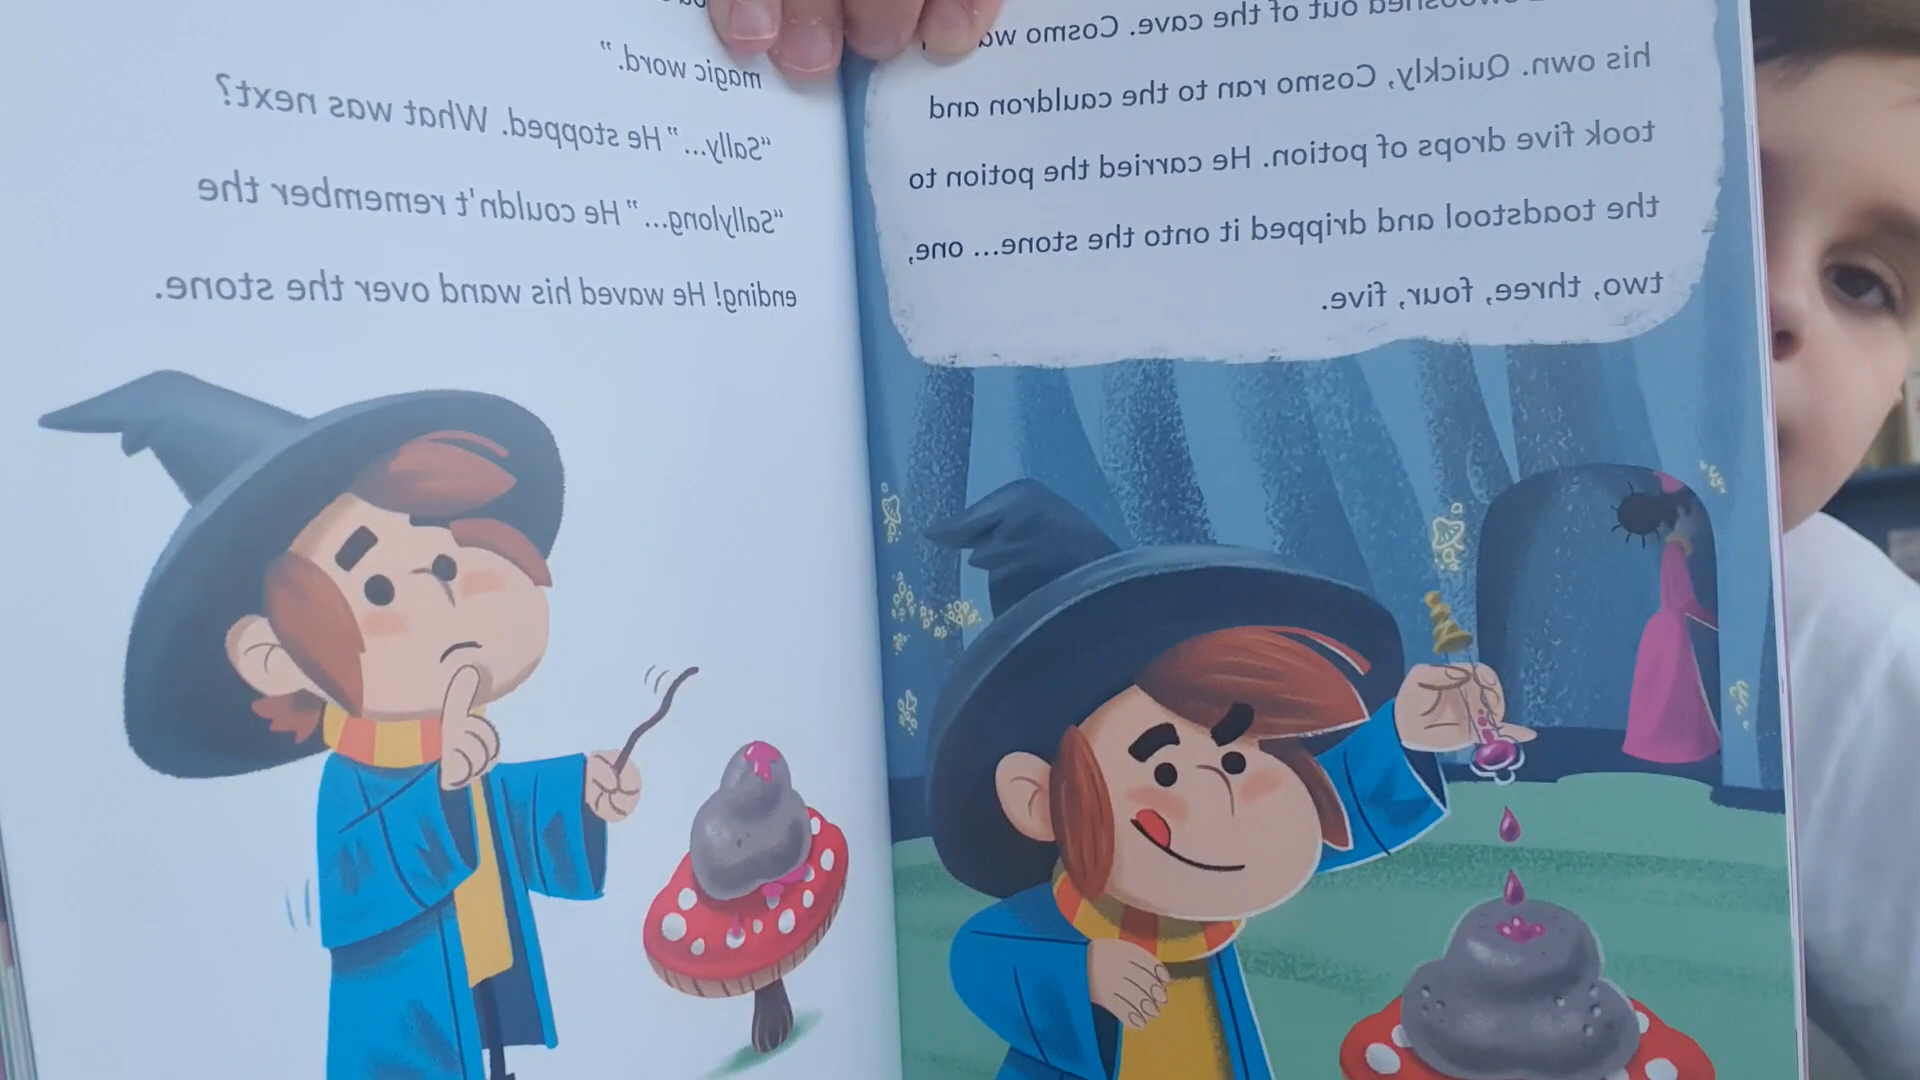 out of the cave. Cosmo
his own. Quickly, Cosmo ran to the cauldron and
took five drops of potion. He carried the potion to
the toadstool and dripped it onto the stone... one,
two, three, four, five.
magic word.”
“Sally...” He stopped. What was next?
“Sallylong...” He couldn't remember the
ending! He waved his wand over the stone.